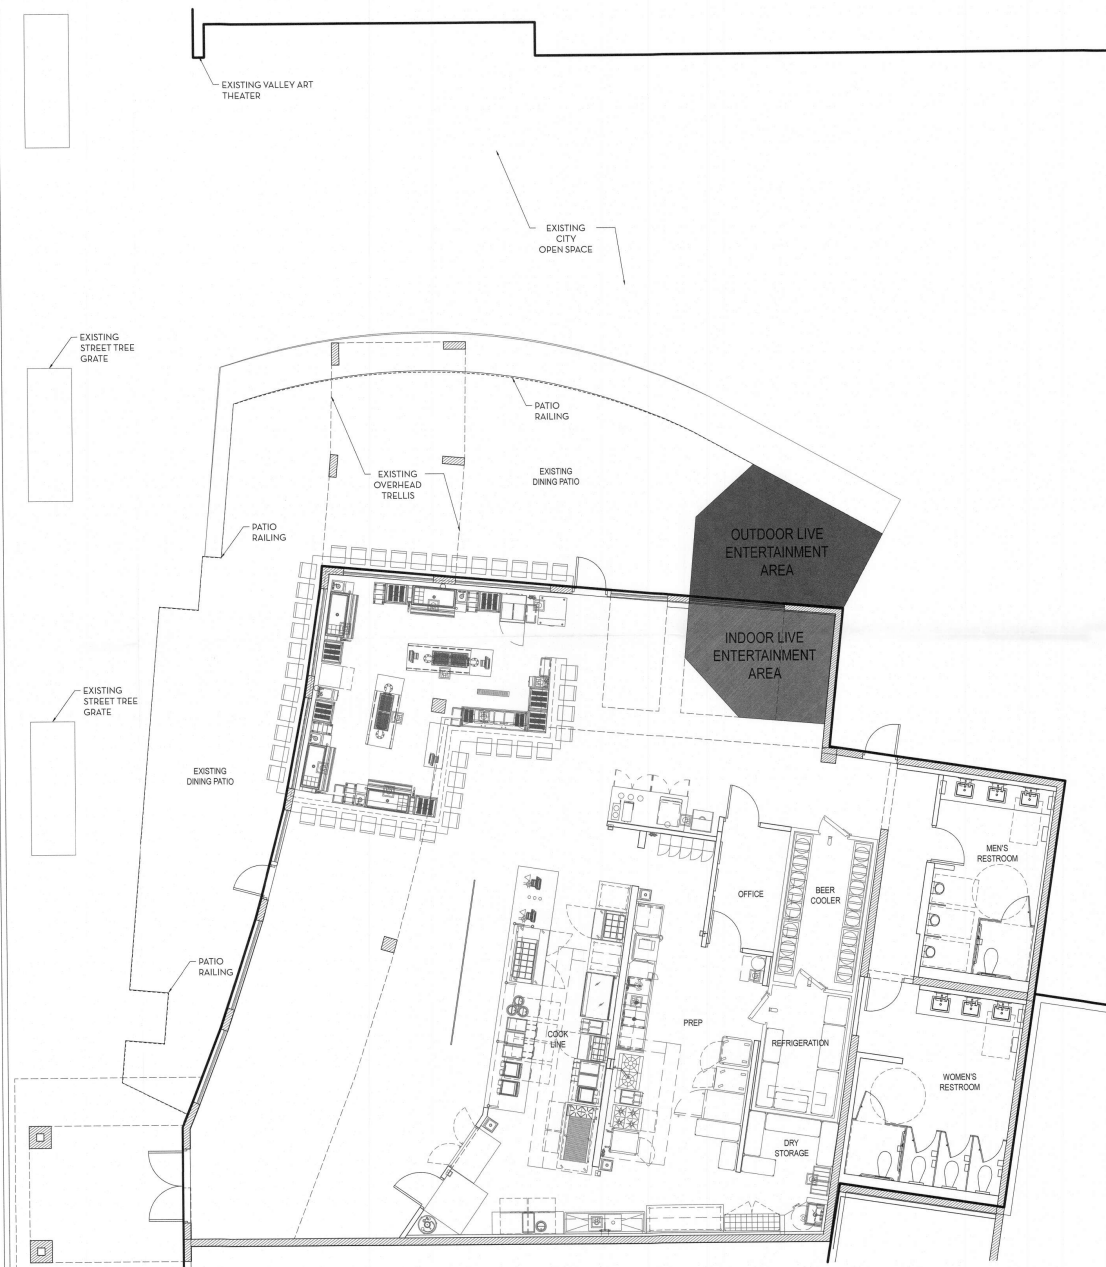 EXISTING VALLEY ART
THEATER
EXISTING
CITY
OPEN SPACE
EXISTING
STREET TREE
GRATE
PATIO
RAILING
EXISTING
OVERHEAD
TRELLIS
EXISTING
DINING PATIO
PATIO
RAILING
OUTDOOR LIVE
ENTERTAINMENT
AREA
INDOOR LIVE
ENTERTAINMENT
AREA
EXISTING
STREET TREE
GRATE
EXISTING
DINING PATIO
MEN'S
RESTROOM
OFFICE
BEER
COOLER
PATIO
RAILING
COOK
LINE
PREP
REFRIGERATION
WOMEN'S
RESTROOM
DRY
STORAGE